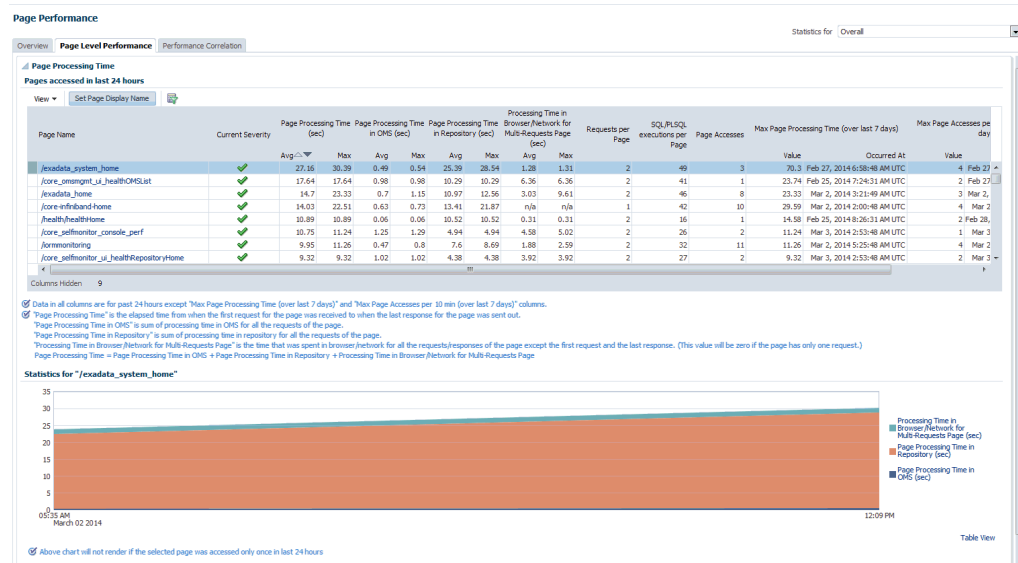 Page Performance
Statistics for Overall
Overview Page Level Performance Performance Correlation
Page Processing Time
Pages accessed in last 24 hours
View Set Page Display Name
Page Name Current Severity Page Processing Time (sec) Page Processing Time in OMS (sec) Page Processing Time in Repository (sec) Processing Time in Browser/Network for Multi-Requests Page (sec) Requests per Page SQL/PLSQL executions per Page Page Accesses Max Page Processing Time (over last 7 days) Max Page Accesses per day
Avg Max Avg Max Avg Max Avg Max Value Occurred At Value
/exadata_system_home 27.16 30.39 0.49 0.54 25.39 28.54 1.28 1.31 2 49 3 70.3 Feb 27, 2014 6:58:48 AM UTC 4 Feb 27
/core_omsmgmt_ui_healthOMSList 17.64 17.64 0.98 0.98 10.29 10.29 6.36 6.36 2 41 1 23.74 Feb 25, 2014 7:24:31 AM UTC 2 Feb 27
/exadata_home 14.7 23.33 0.7 1.15 10.97 12.56 3.03 9.61 2 46 8 23.33 Mar 3, 2014 3:21:49 AM UTC 3 Mar 2,
/core-infiniband-home 14.03 22.51 0.63 0.73 13.41 21.87 n/a n/a 1 42 10 29.59 Mar 2, 2014 2:00:48 AM UTC 4 Mar 2
/health/healthHome 10.89 10.89 0.06 0.06 10.52 10.52 0.31 0.31 2 16 1 14.58 Feb 25, 2014 8:26:31 AM UTC 2 Feb 28,
/core_selfmonitor_console_perf 10.75 11.24 1.25 1.29 4.94 4.94 4.58 5.02 2 26 2 11.24 Mar 3, 2014 2:53:48 AM UTC 1 Mar 3
/ormmonitoring 9.95 11.26 0.47 0.8 7.6 8.69 1.88 2.59 2 32 11 11.26 Mar 2, 2014 5:25:48 AM UTC 4 Mar 2
/core_selfmonitor_ui_healthRepositoryHome 9.32 9.32 1.02 1.02 4.38 4.38 3.92 3.92 2 27 2 9.32 Mar 3, 2014 2:53:48 AM UTC 2 Mar 3
Columns Hidden 9
Data in all columns are for past 24 hours except "Max Page Processing Time (over last 7 days)" and "Max Page Accesses per 10 min (over last 7 days)" columns.
"Page Processing Time" is the elapsed time from when the first request for the page was received to when the last response for the page was sent out.
"Page Processing Time in OMS" is sum of processing time in OMS for all the requests of the page.
"Page Processing Time in Repository" is sum of processing time in repository for all the requests of the page.
"Processing Time in Browser/Network for Multi-Requests Page" is the time that was spent in browser/network for all the requests/responses of the page except the first request and the last response. (This value will be zero if the page has only one request.)
Page Processing Time = Page Processing Time in OMS + Page Processing Time in Repository + Processing Time in Browser/Network for Multi-Requests Page
Statistics for "/exadata_system_home"
35
30
25
20
15
10
5
0
05:35 AM
March 02 2014
12:09 PM
Processing Time in
Browser/Network for
Multi-Requests Page (sec)
Page Processing Time in
Repository (sec)
Page Processing Time in
OMS (sec)
Table View
Above chart will not render if the selected page was accessed only once in last 24 hours